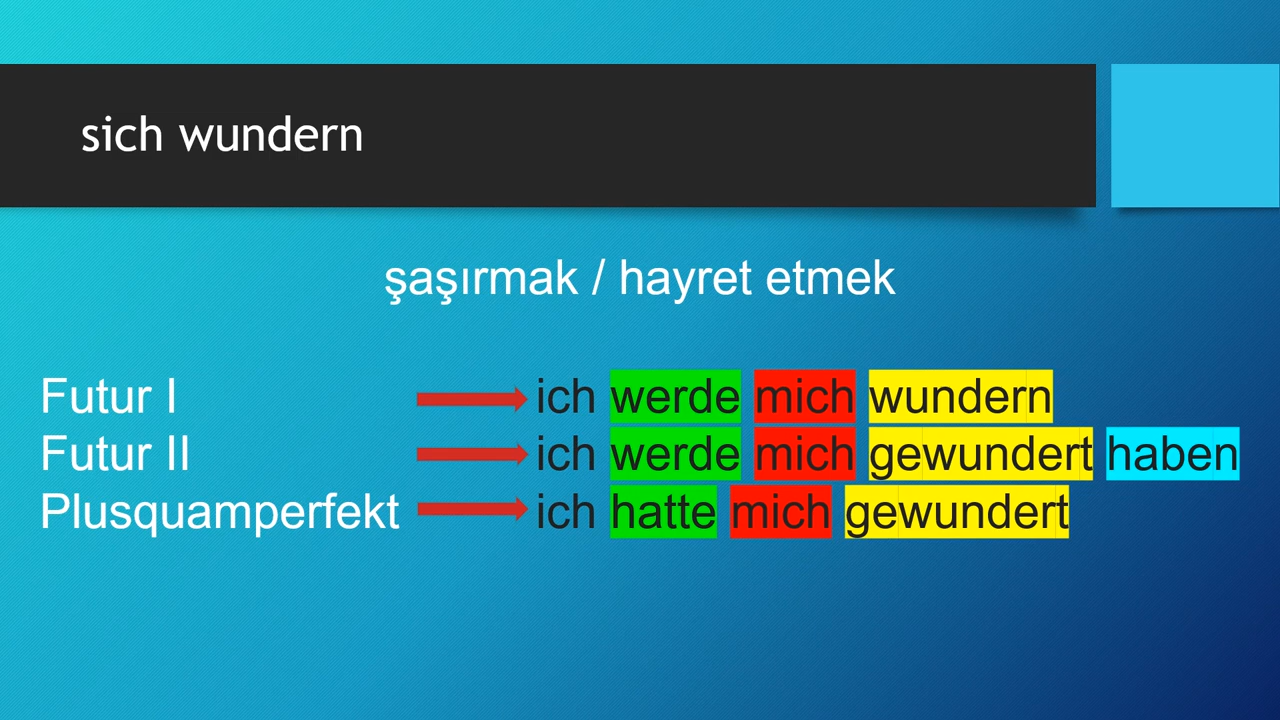 sich wundern
şaşırmak / hayret etmek
Futur I ich werde mich wundern
Futur II ich werde mich gewundert haben
Plusquamperfekt ich hatte mich gewundert